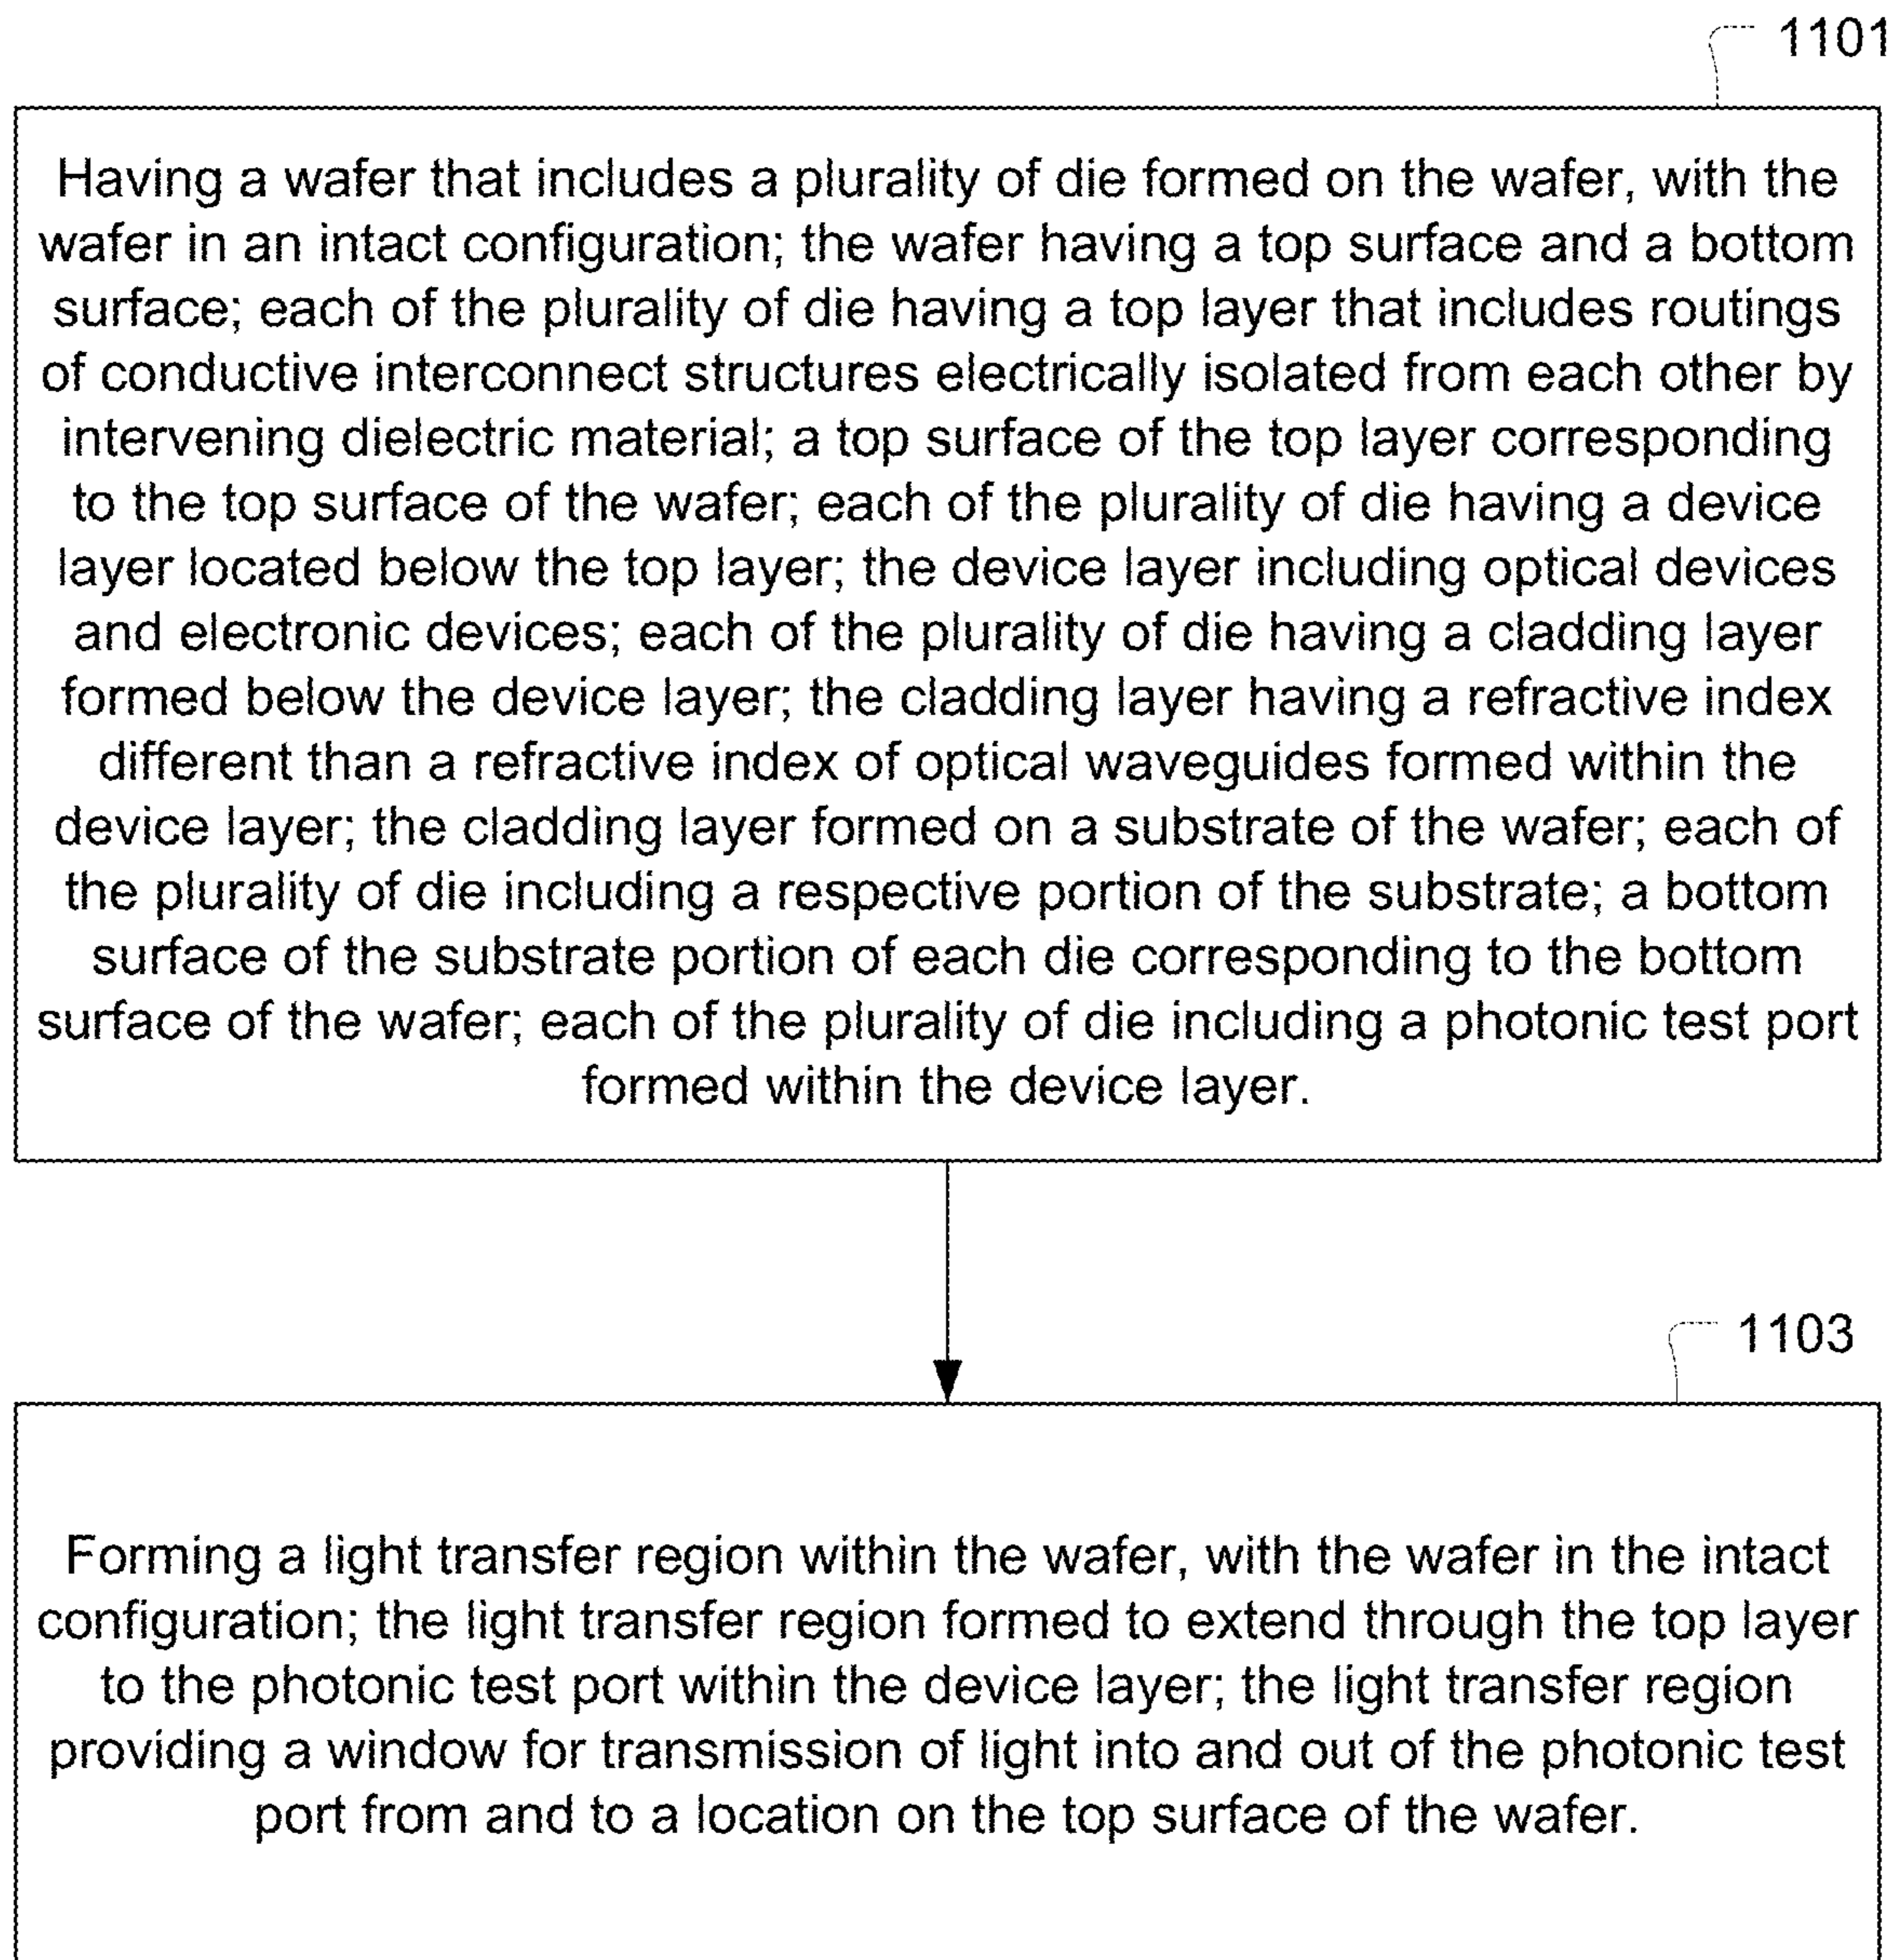 1101
Having a wafer that includes a plurality of die formed on the wafer, with the
wafer in an intact configuration; the wafer having a top surface and a bottom
surface; each of the plurality of die having a top layer that includes routings
of conductive interconnect structures electrically isolated from each other by
intervening dielectric material; a top surface of the top layer corresponding
to the top surface of the wafer; each of the plurality of die having a device
layer located below the top layer; the device layer including optical devices
and electronic devices; each of the plurality of die having a cladding layer
formed below the device layer; the cladding layer having a refractive index
different than a refractive index of optical waveguides formed within the
device layer; the cladding layer formed on a substrate of the wafer; each of
the plurality of die including a respective portion of the substrate; a bottom
surface of the substrate portion of each die corresponding to the bottom
surface of the wafer; each of the plurality of die including a photonic test port
formed within the device layer.
1103
Forming a light transfer region within the wafer, with the wafer in the intact
configuration; the light transfer region formed to extend through the top layer
to the photonic test port within the device layer; the light transfer region
providing a window for transmission of light into and out of the photonic test
port from and to a location on the top surface of the wafer.